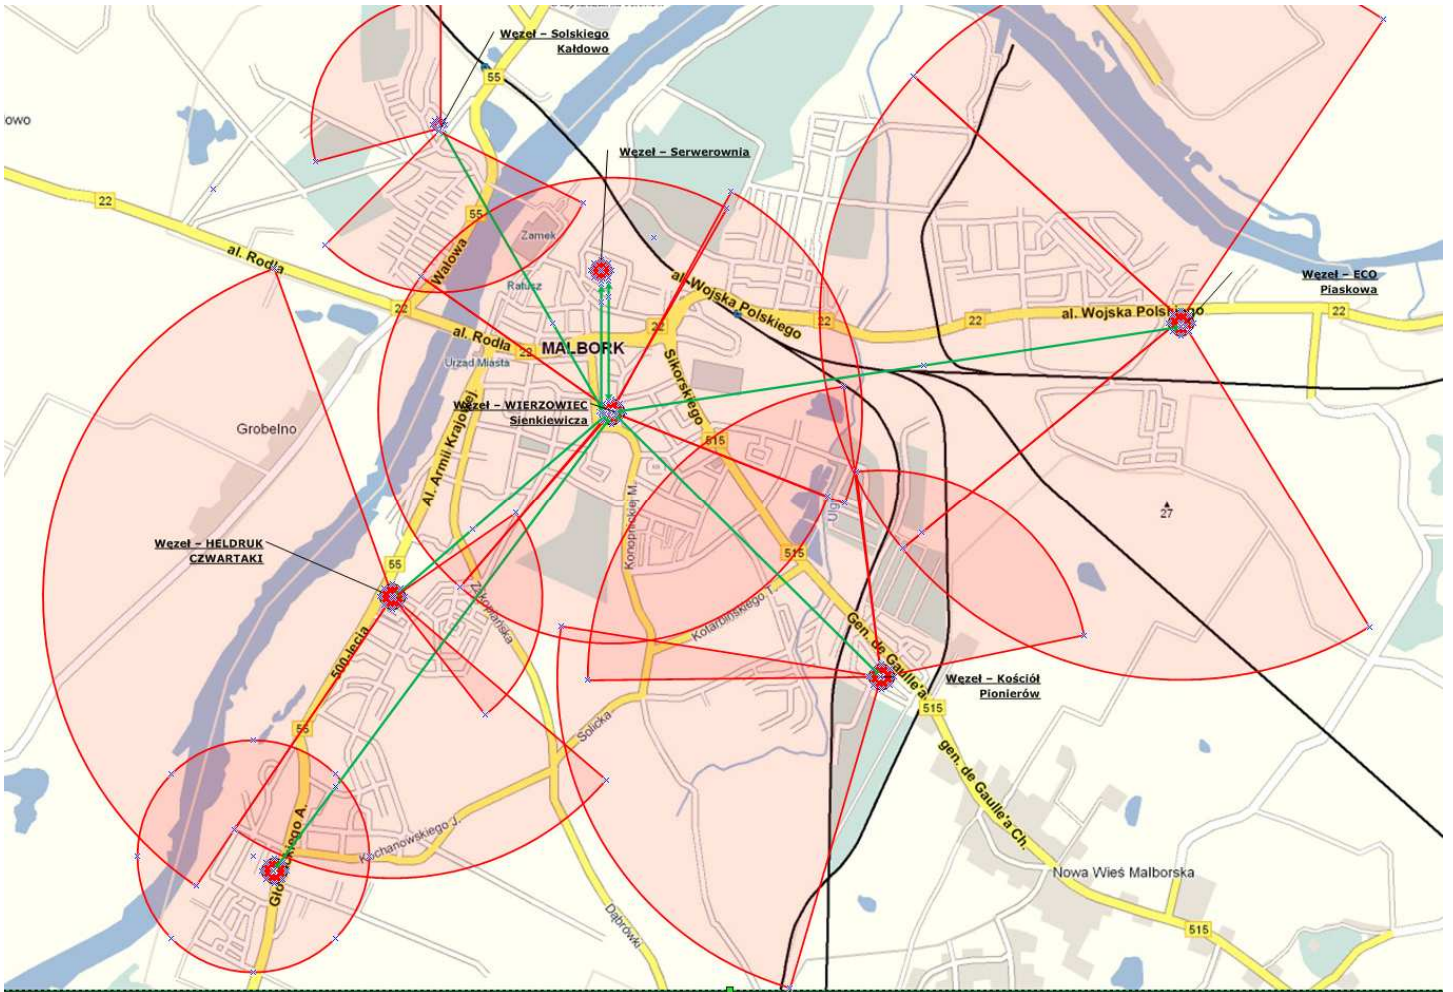 Węzeł – Solskiego
Kałdowo
55
owo
Węzeł – Serwerownia
22
al. Rodła
55
Wałowa
Zamek
Ratusz
al. Wojska Polskiego
Węzeł – ECO
Piaskowa
22
al. Rodła
22
22
22
22
al. Wojska Polskiego
22
MALBORK
Urząd Miasta
Sikorskiego
Węzeł – WIERZOWIEC
Sienkiewicza
Grobelno
Al. Armii Krajowej
515
Konopnickiej M.
27
Węzeł – HELDRUK
CZWARTAKI
55
515
Zakopiańska
Kotarbińskiego T.
500-lecia
Gen. de Gaulle'a
Węzeł – Kościół
Pionierów
55
Solicka
515
gen. de Gaulle'a Ch.
Kochanowskiego J.
Nowa Wieś Malborska
Dąbrówki
515